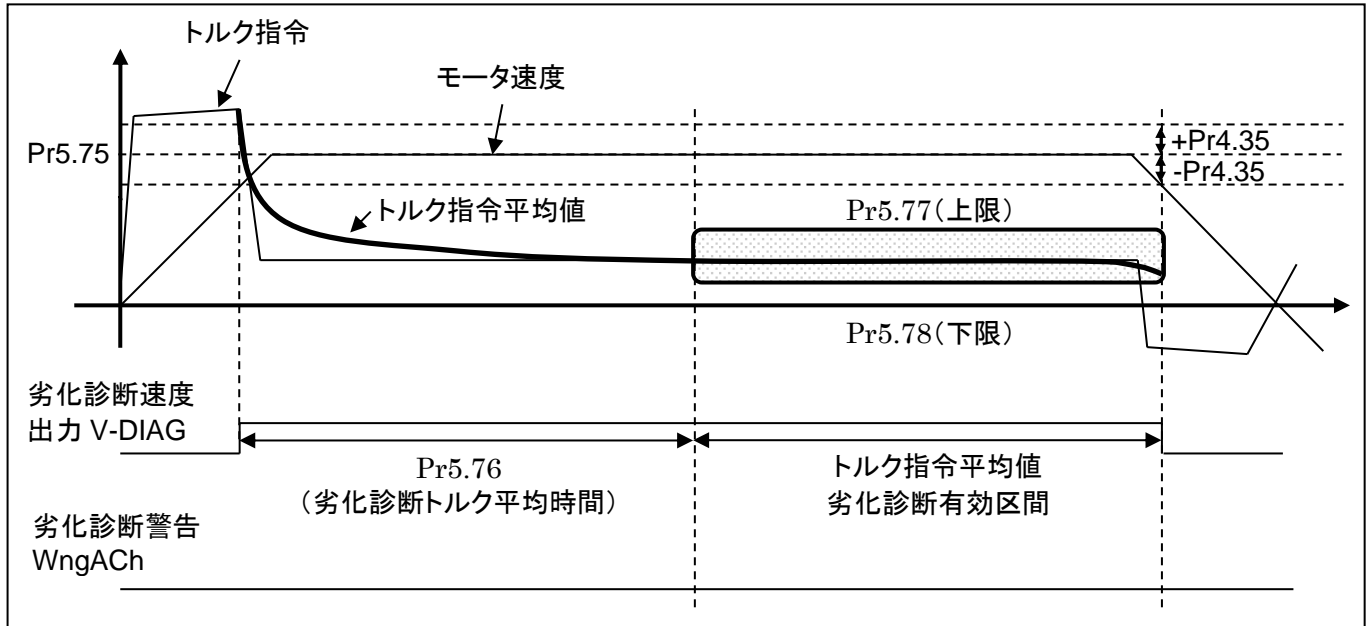 トルク指令
モータ速度
Pr5.75
+Pr4.35
-Pr4.35
トルク指令平均値
Pr5.77(上限)
Pr5.78(下限)
劣化診断速度
出力 V-DIAG
Pr5.76
(劣化診断トルク平均時間)
トルク指令平均値
劣化診断有効区間
劣化診断警告
WngACh